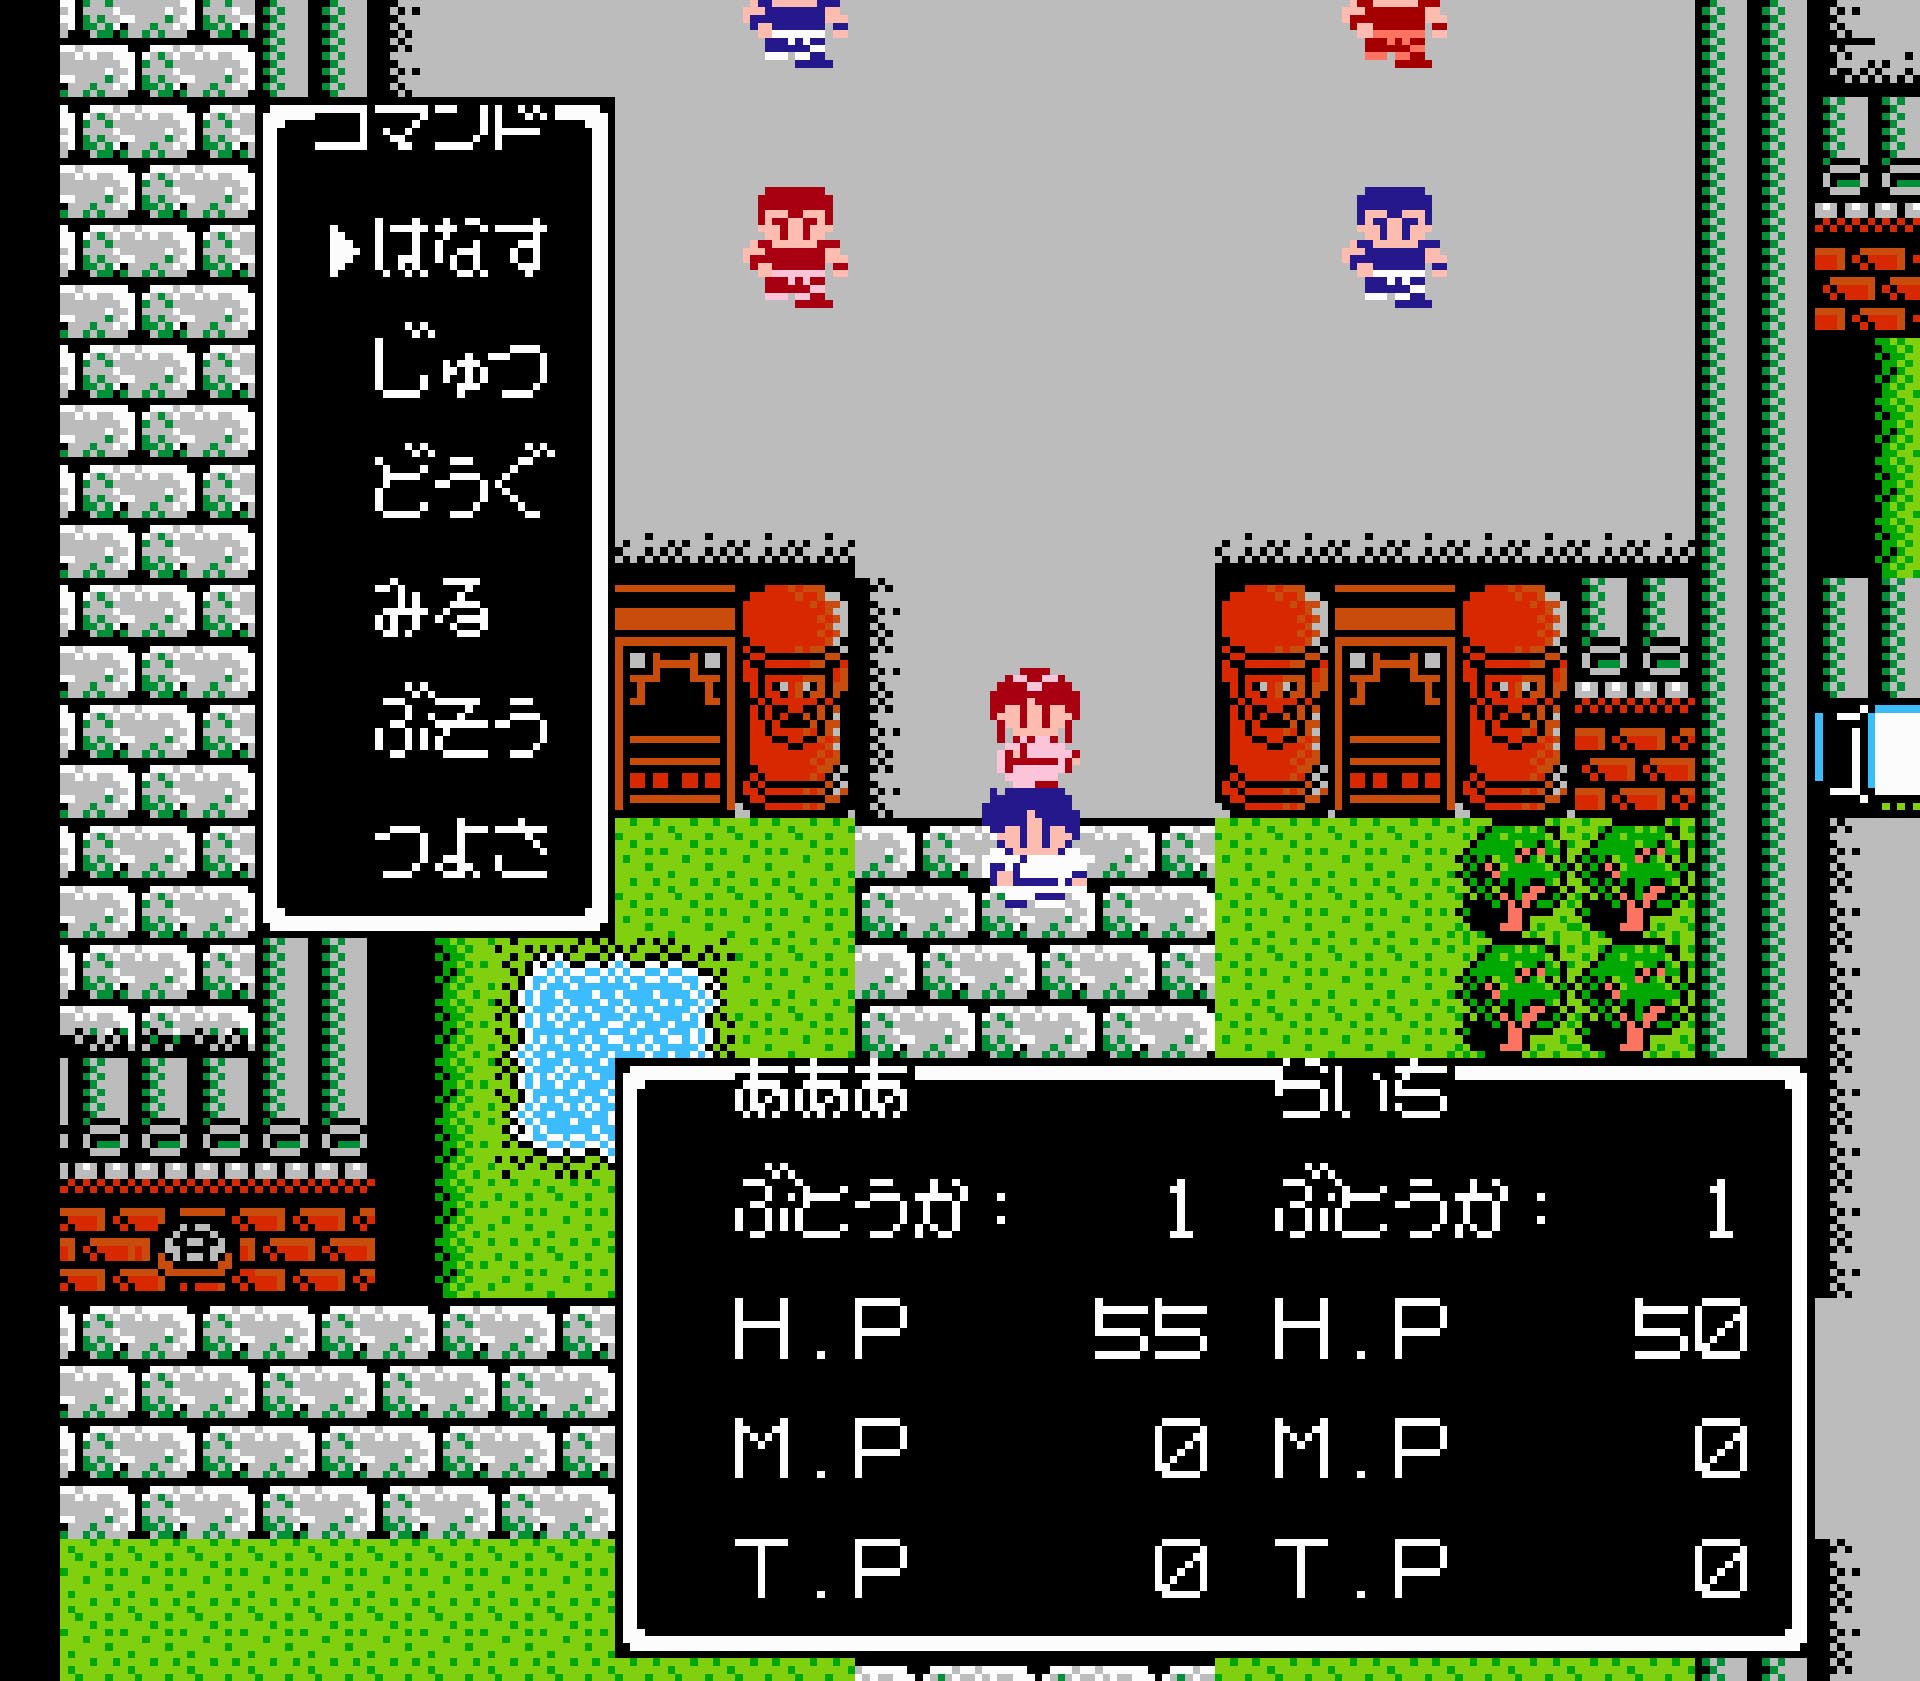 コマンド
▶はなす
じゅつ
どうぐ
みる
ぶそう
つよさ
あああ らいら
ぶとうか: 1 ぶとうか: 1
H.P 55 H.P 50
M.P 0 M.P 0
T.P 0 T.P 0